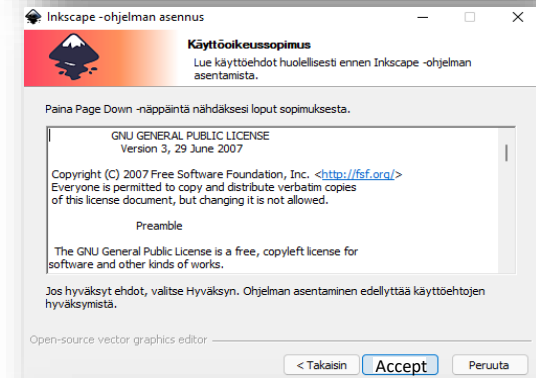 Inkscape -ohjelman asennus
Käyttöoikeussopimus
Lue käyttöehdot huolellisesti ennen Inkscape -ohjelman
asentamista.
Paina Page Down -näppäintä nähdäksesi loput sopimuksesta.
GNU GENERAL PUBLIC LICENSE
Version 3, 29 June 2007
Copyright (C) 2007 Free Software Foundation, Inc. <http://fsf.org/>
Everyone is permitted to copy and distribute verbatim copies
of this license document, but changing it is not allowed.
Preamble
The GNU General Public License is a free, copyleft license for
software and other kinds of works.
Jos hyväksyt ehdot, valitse Hyväksyn. Ohjelman asentaminen edellyttää käyttöehtojen
hyväksymistä.
Open-source vector graphics editor
< Takaisin Accept Peruuta